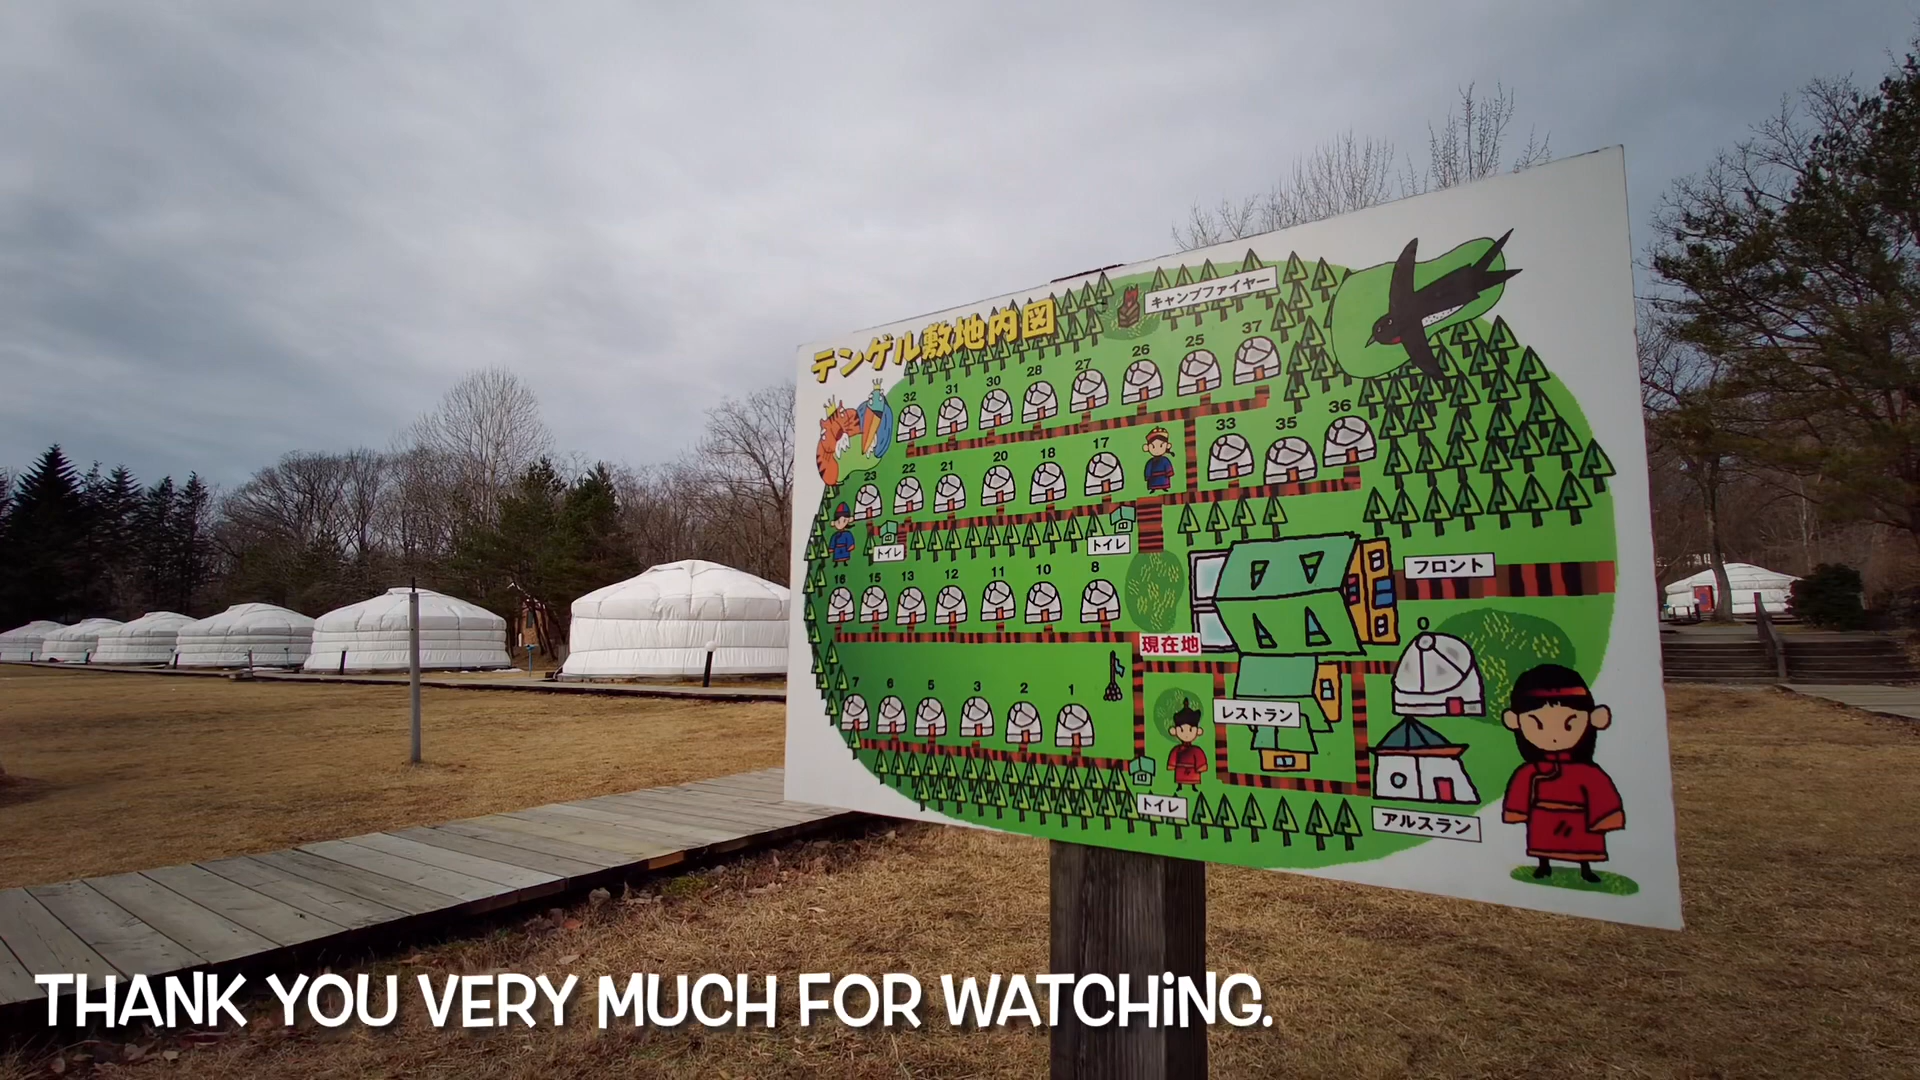 テンゲル敷地内図
キャンプファイヤー
32 31 30 28 27 26 25 37
33 35 36
23 22 21 20 18 17
トイレ
トイレ
フロント
16 15 13 12 11 10 8
現在地
0
7 6 5 3 2 1
レストラン
トイレ
アルスラン
THANK YOU VERY MUCH FOR WATCHING.